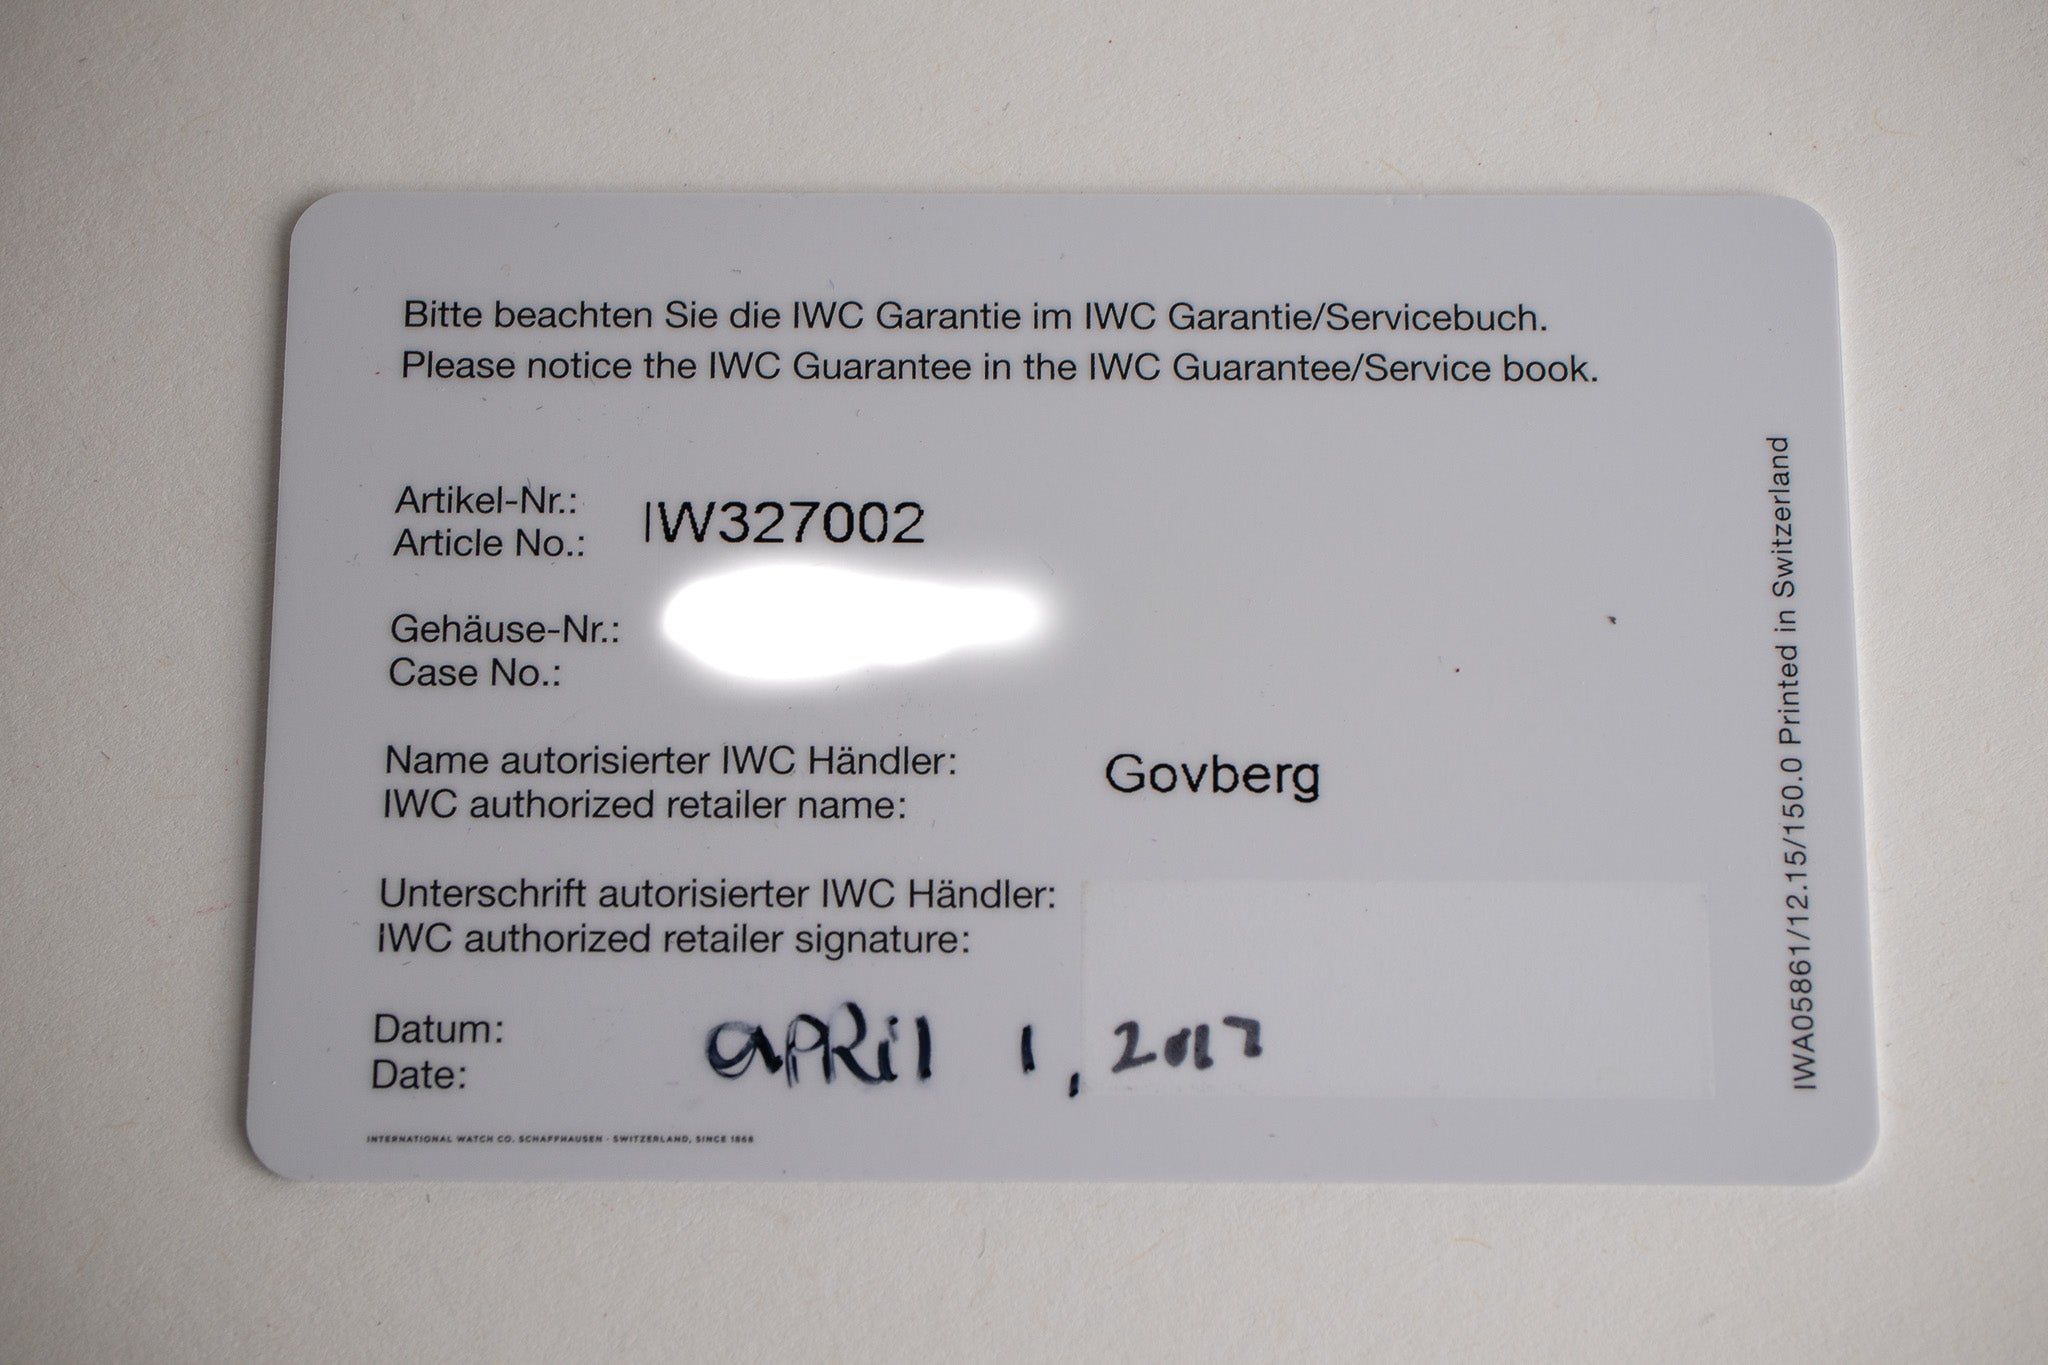 Bitte beachten Sie die IWC Garantie im IWC Garantie/Servicebuch.
Please notice the IWC Guarantee in the IWC Guarantee/Service book.
Artikel-Nr.:
Article No.: IW327002
Gehäuse-Nr.:
Case No.:
Name autorisierter IWC Händler:
IWC authorized retailer name: Govberg
Unterschrift autorisierter IWC Händler:
IWC authorized retailer signature:
Datum:
Date: aPRil 1, 2017
INTERNATIONAL WATCH CO. SCHAFFHAUSEN - SWITZERLAND, SINCE 1868
IWA05861/12.15/150.0 Printed in Switzerland